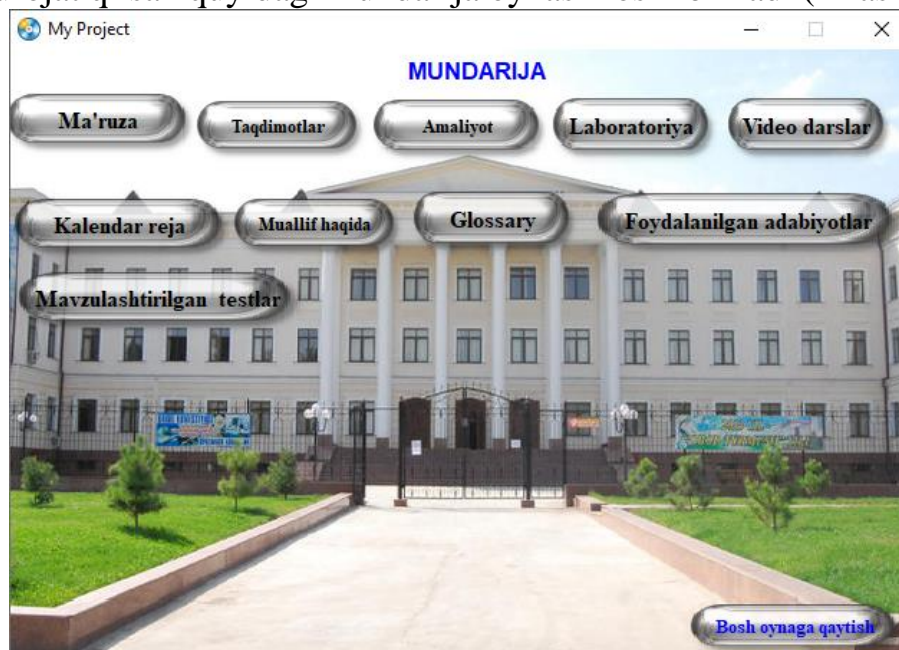 My Project
MUNDARIJA
Ma'ruza
Taqdimotlar
Amaliyot
Laboratoriya
Video darslar
Kalendar reja
Muallif haqida
Glossary
Foydalanilgan adabiyotlar
Mavzulashtirilgan testlar
Bosh oynaga qaytish